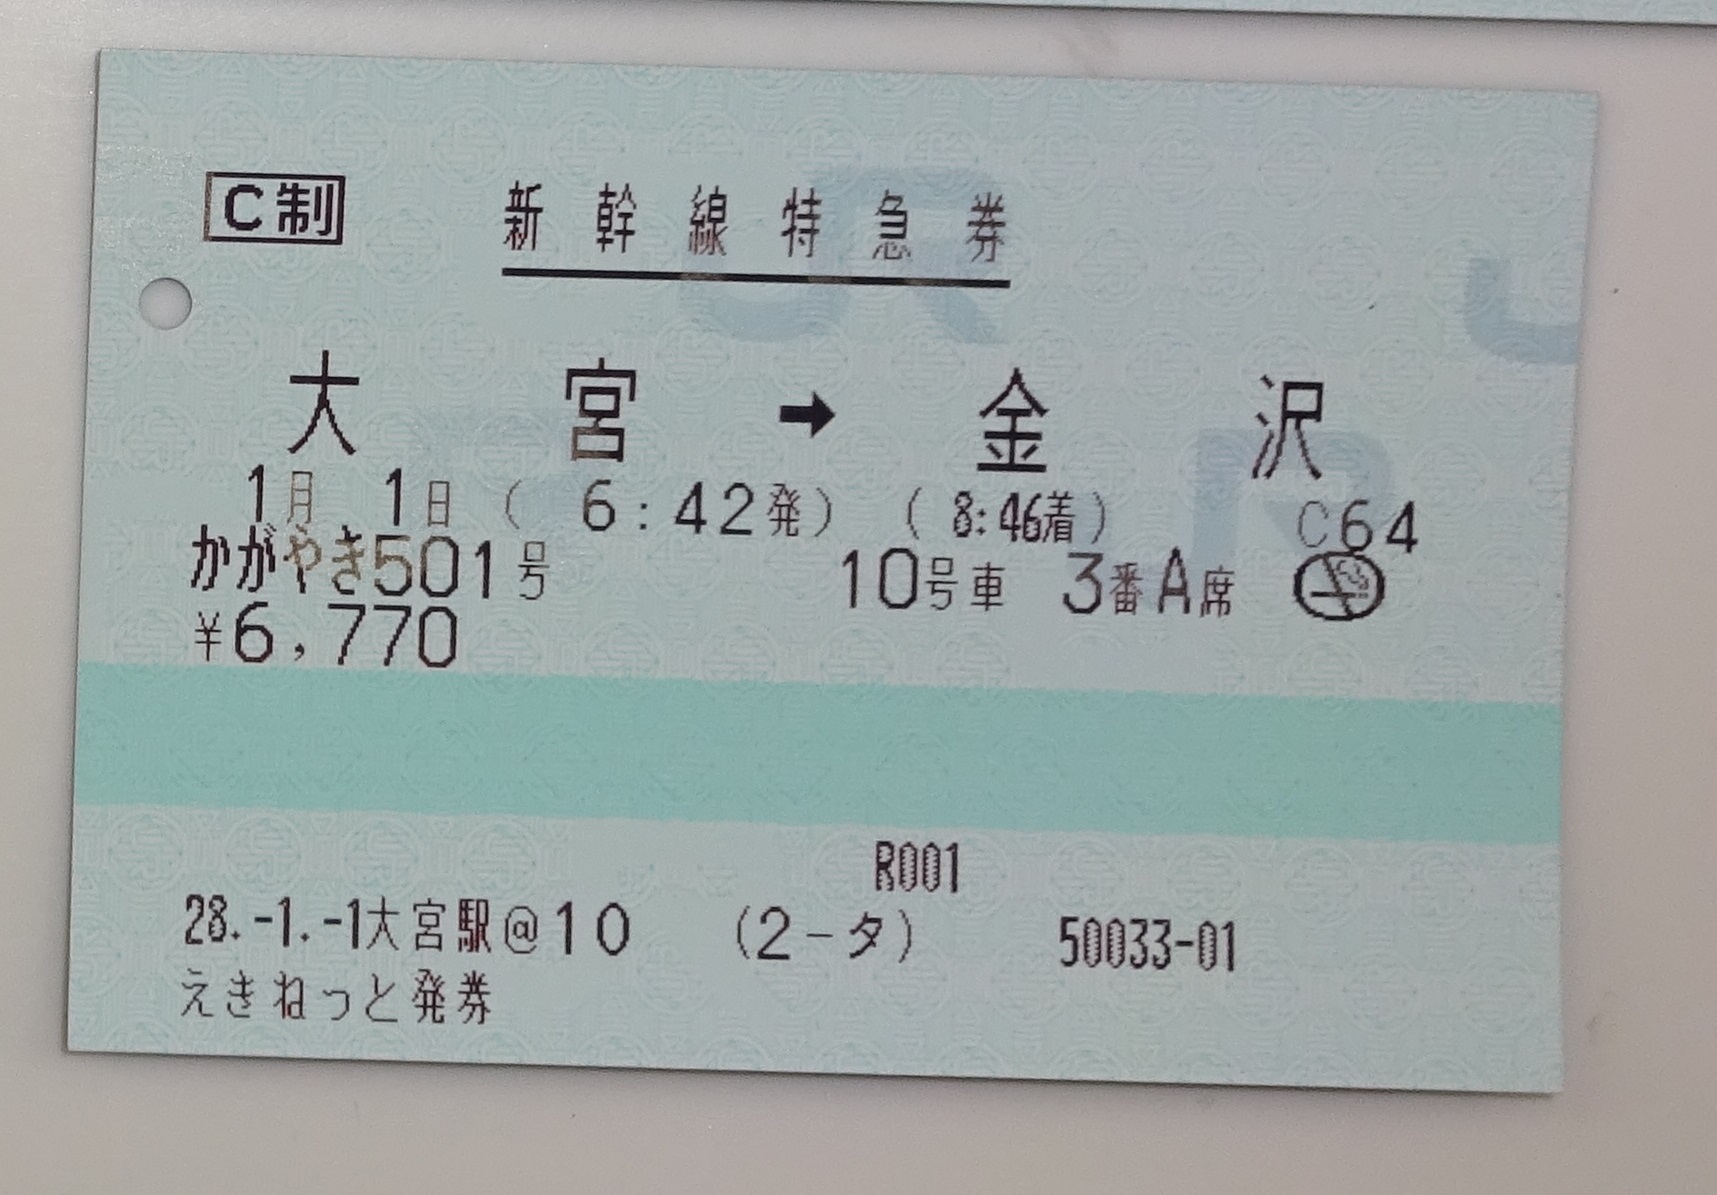 C制 新幹線特急券
大宮 ➡ 金沢
1月 1日 ( 6:42発) ( 8:46着) C64
かがやき501号 10号車 3番A席
¥6,770
R001
28.-1.-1大宮駅@10 (2-タ) 50033-01
えきねっと発券